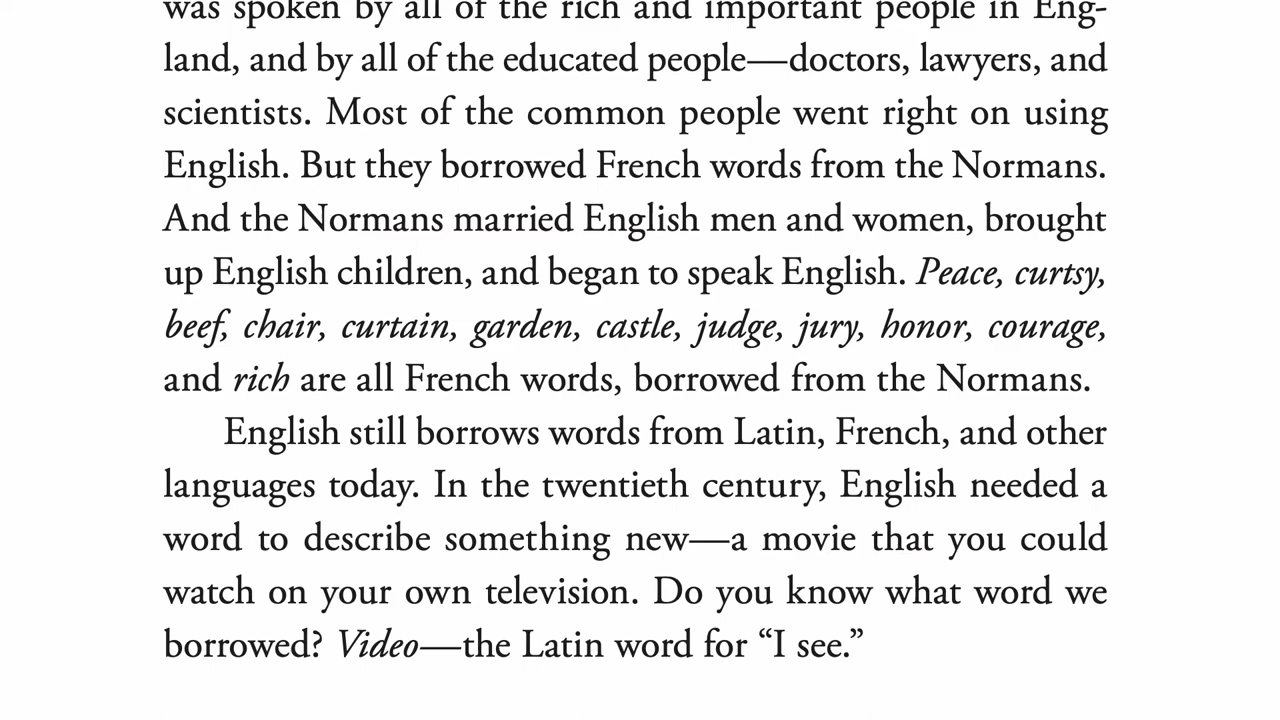 was spoken by all of the rich and important people in Eng-
land, and by all of the educated people—doctors, lawyers, and
scientists. Most of the common people went right on using
English. But they borrowed French words from the Normans.
And the Normans married English men and women, brought
up English children, and began to speak English. Peace, curtsy,
beef, chair, curtain, garden, castle, judge, jury, honor, courage,
and rich are all French words, borrowed from the Normans.
English still borrows words from Latin, French, and other
languages today. In the twentieth century, English needed a
word to describe something new—a movie that you could
watch on your own television. Do you know what word we
borrowed? Video—the Latin word for “I see.”